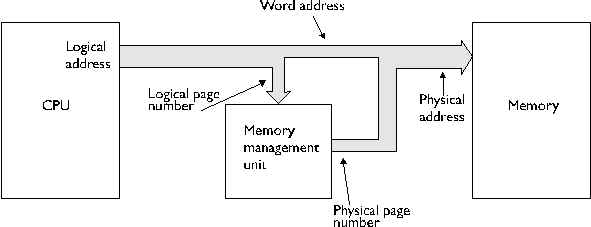 Word address
Logical
address
CPU
Logical page
number
Memory
management
unit
Physical page
number
Physical
address
Memory